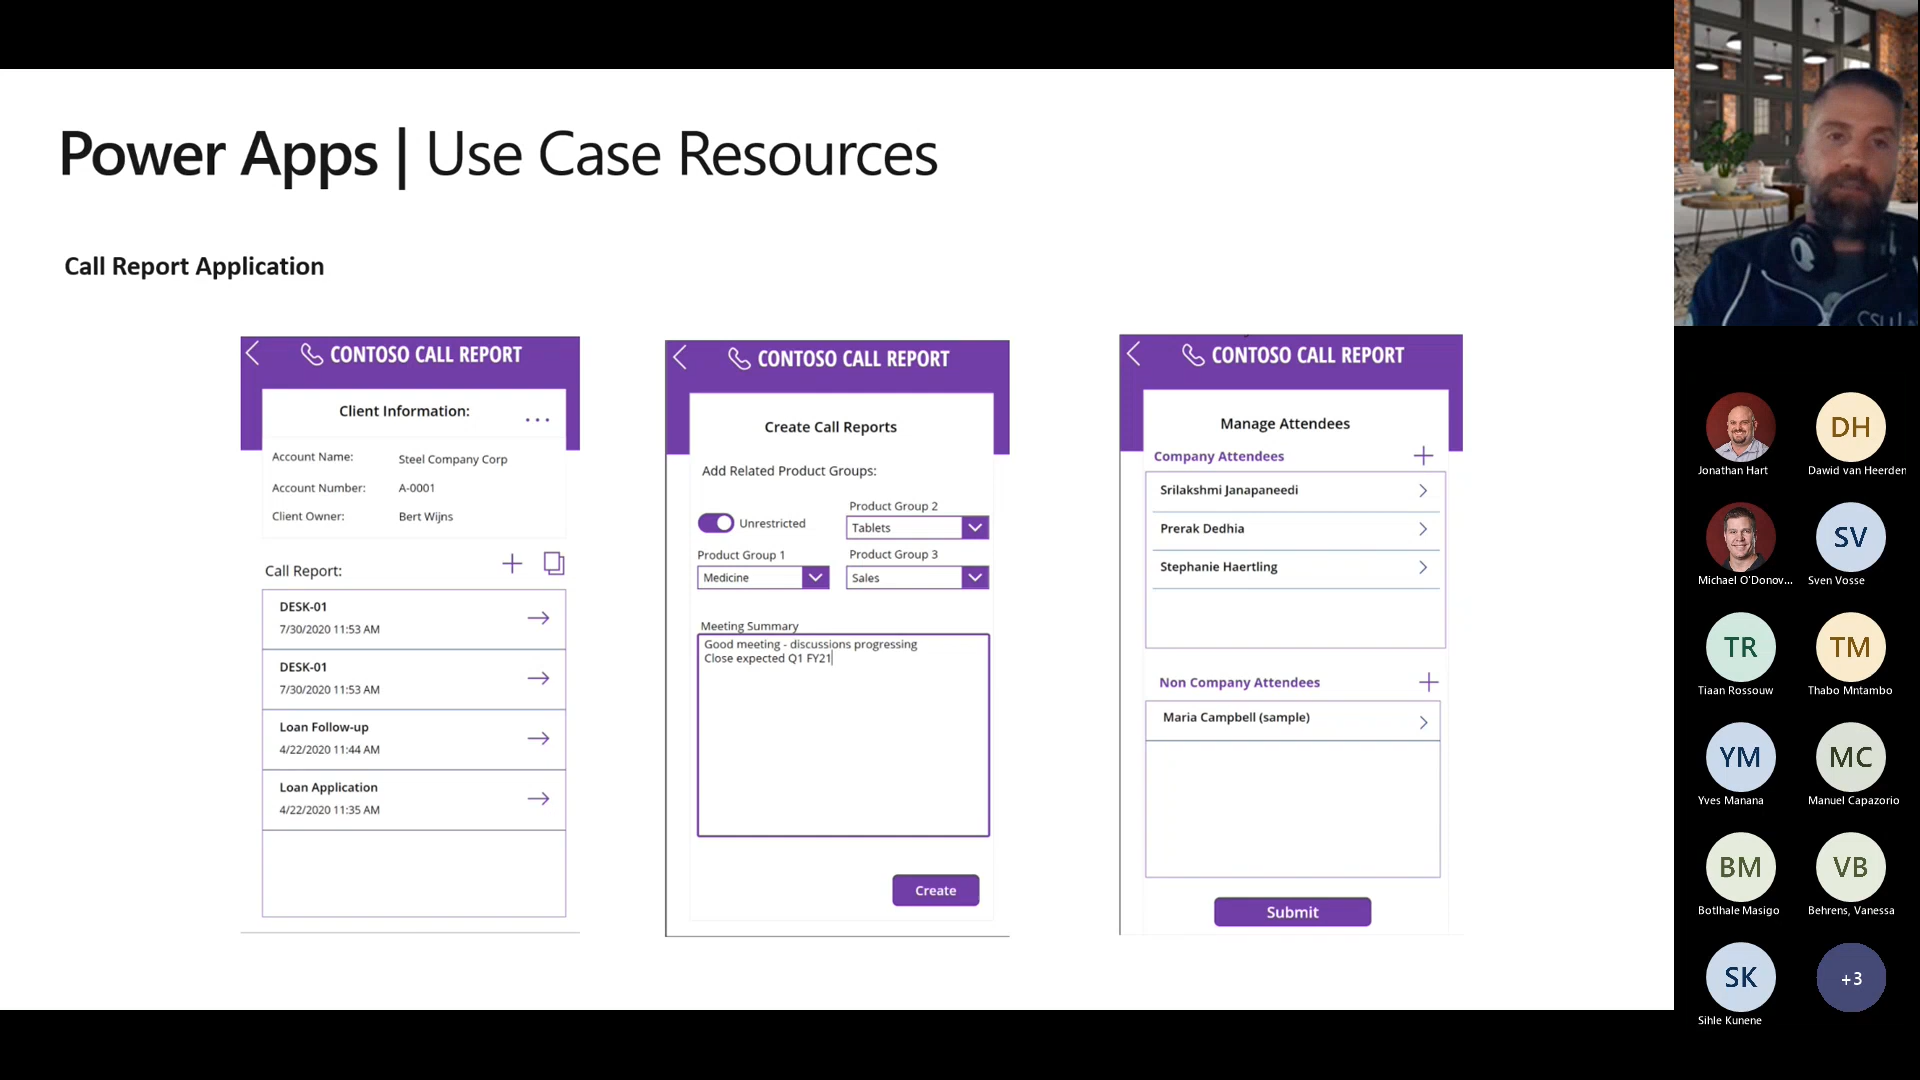 Power Apps | Use Case Resources
Call Report Application
CONTOSO CALL REPORT
Client Information:
Account Name: Steel Company Corp
Account Number: A-0001
Client Owner: Bert Wijns
Call Report:
DESK-01
7/30/2020 11:53 AM
DESK-01
7/30/2020 11:53 AM
Loan Follow-up
4/22/2020 11:44 AM
Loan Application
4/22/2020 11:35 AM
CONTOSO CALL REPORT
Create Call Reports
Add Related Product Groups:
Unrestricted
Product Group 2
Tablets
Product Group 1
Medicine
Product Group 3
Sales
Meeting Summary
Good meeting - discussions progressing
Close expected Q1 FY21
Create
CONTOSO CALL REPORT
Manage Attendees
Company Attendees
Srilakshmi Janapaneedi
Prerak Dedhia
Stephanie Haertling
Non Company Attendees
Maria Campbell (sample)
Submit
Jonathan Hart
DH
Dawid van Heerden
Michael O'Donov...
SV
Sven Vosse
TR
Tiaan Rossouw
TM
Thabo Mntambo
YM
Yves Manana
MC
Manuel Capazorio
BM
Botlhale Masigo
VB
Behrens, Vanessa
SK
Sihle Kunene
+3